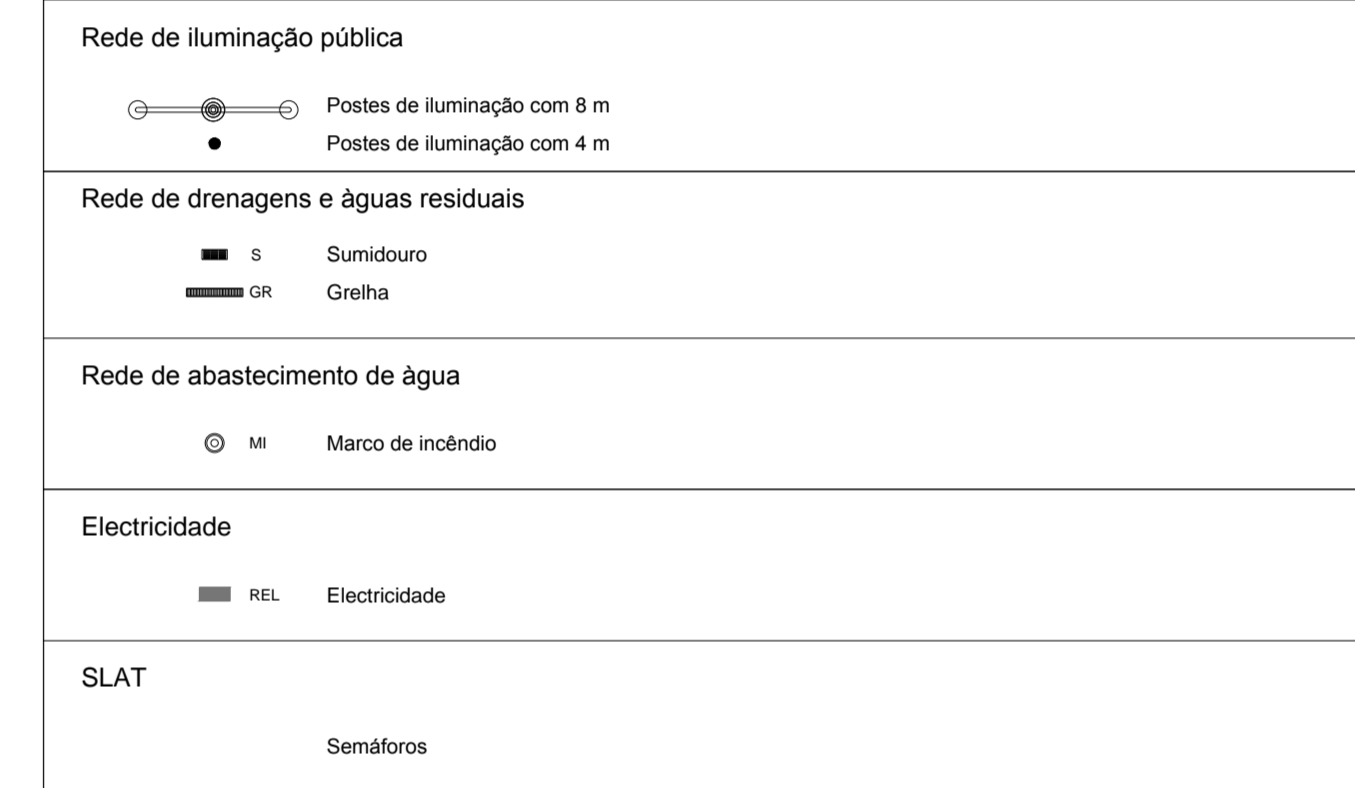 Rede de iluminação pública
Postes de iluminação com 8 m
Postes de iluminação com 4 m
Rede de drenagens e àguas residuais
S Sumidouro
GR Grelha
Rede de abastecimento de àgua
MI Marco de incêndio
Electricidade
REL Electricidade
SLAT
Semáforos